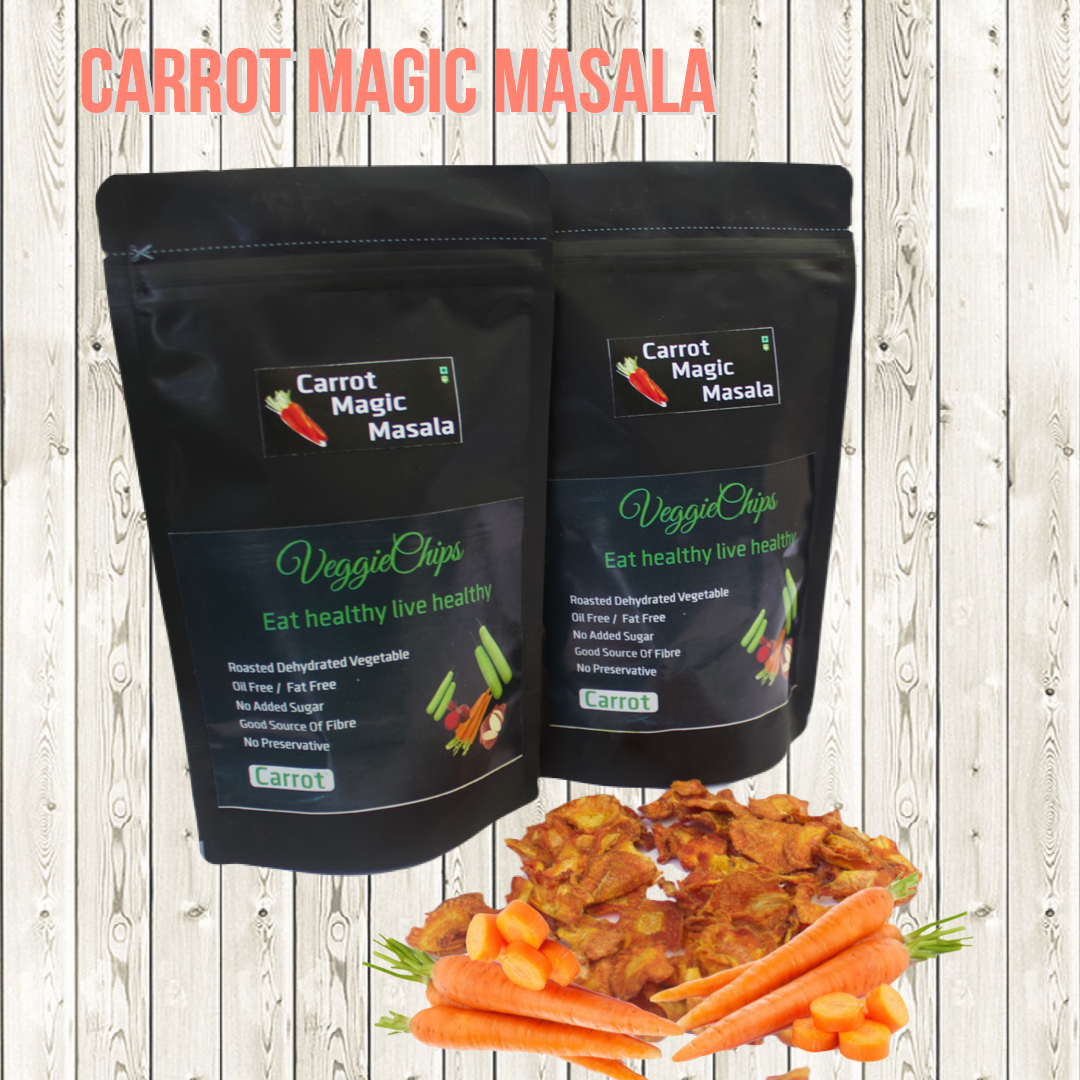 CARROT MAGIC MASALA
Carrot
Magic
Masala
VeggieChips
Eat healthy live healthy
Roasted Dehydrated Vegetable
Oil Free / Fat Free
No Added Sugar
Good Source Of Fibre
No Preservative
Carrot
Carrot
Magic
Masala
VeggieChips
Eat healthy live healthy
Roasted Dehydrated Vegetable
Oil Free / Fat Free
No Added Sugar
Good Source Of Fibre
No Preservative
Carrot